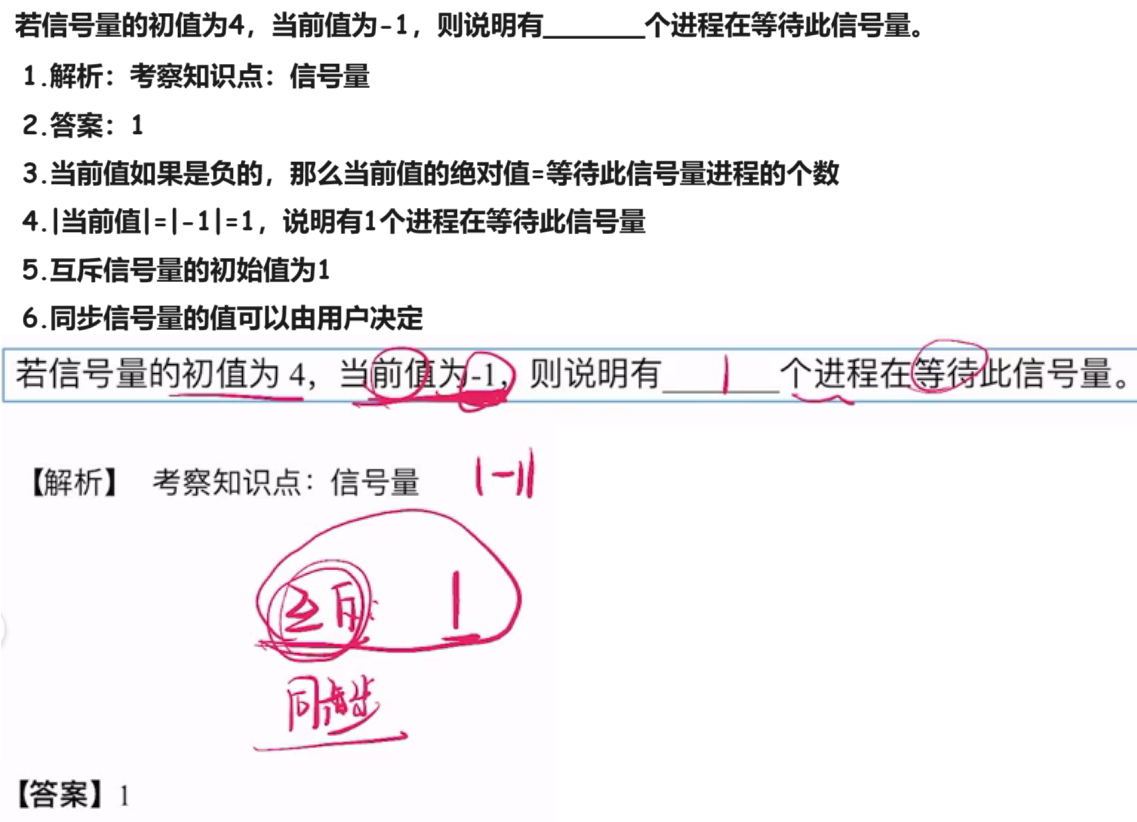 若信号量的初值为4，当前值为-1，则说明有_______个进程在等待此信号量。
1.解析：考察知识点：信号量
2.答案：1
3.当前值如果是负的，那么当前值的绝对值=等待此信号量进程的个数
4.|当前值|=|-1|=1，说明有1个进程在等待此信号量
5.互斥信号量的初始值为1
6.同步信号量的值可以由用户决定
若信号量的初值为 4，当前值为-1，则说明有___1___个进程在等待此信号量。
【解析】 考察知识点：信号量 |-1|
互斥 1
同步
【答案】1